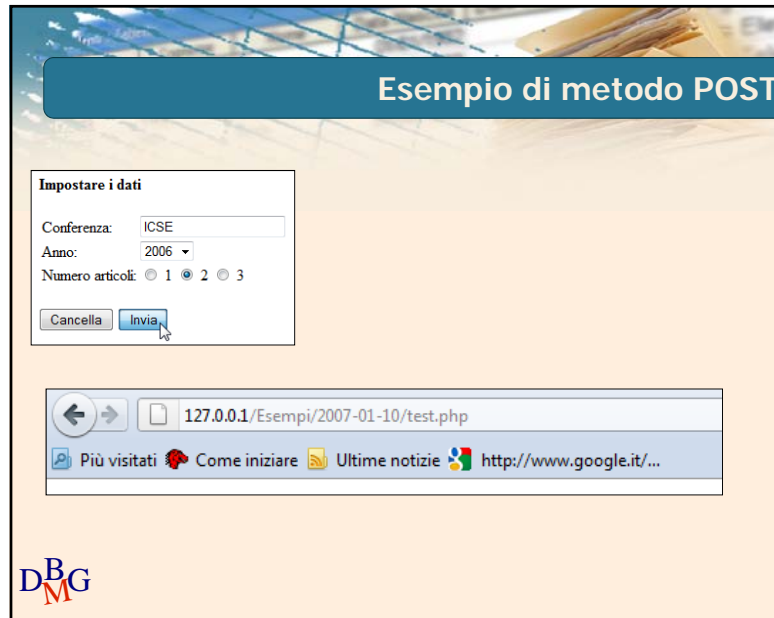 Esempio di metodo POST
Impostare i dati
Conferenza: ICSE
Anno: 2006
Numero articoli: 1 2 3
Cancella Invia
127.0.0.1/Esempi/2007-01-10/test.php
Più visitati Come iniziare Ultime notizie http://www.google.it/...
DBMG